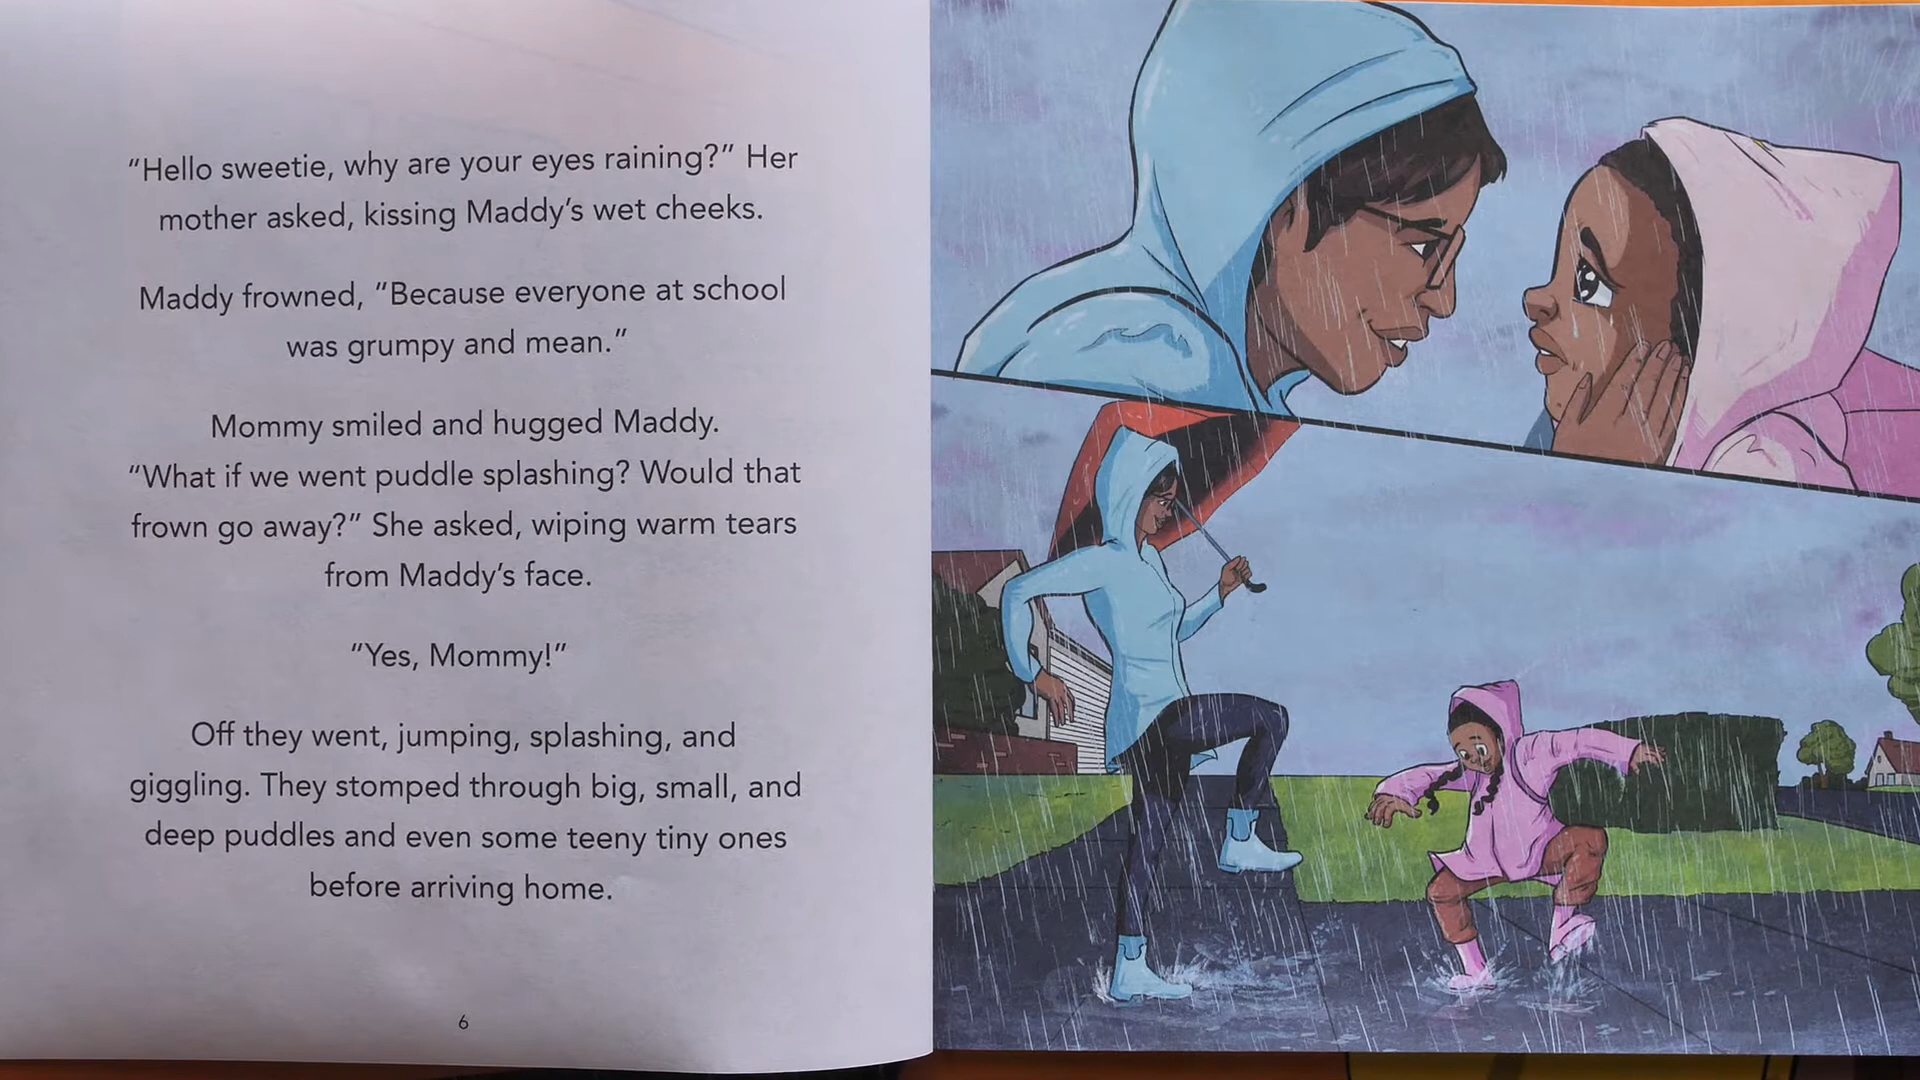 “Hello sweetie, why are your eyes raining?” Her
mother asked, kissing Maddy’s wet cheeks.
Maddy frowned, “Because everyone at school
was grumpy and mean.”
Mommy smiled and hugged Maddy.
“What if we went puddle splashing? Would that
frown go away?” She asked, wiping warm tears
from Maddy’s face.
“Yes, Mommy!”
Off they went, jumping, splashing, and
giggling. They stomped through big, small, and
deep puddles and even some teeny tiny ones
before arriving home.
6